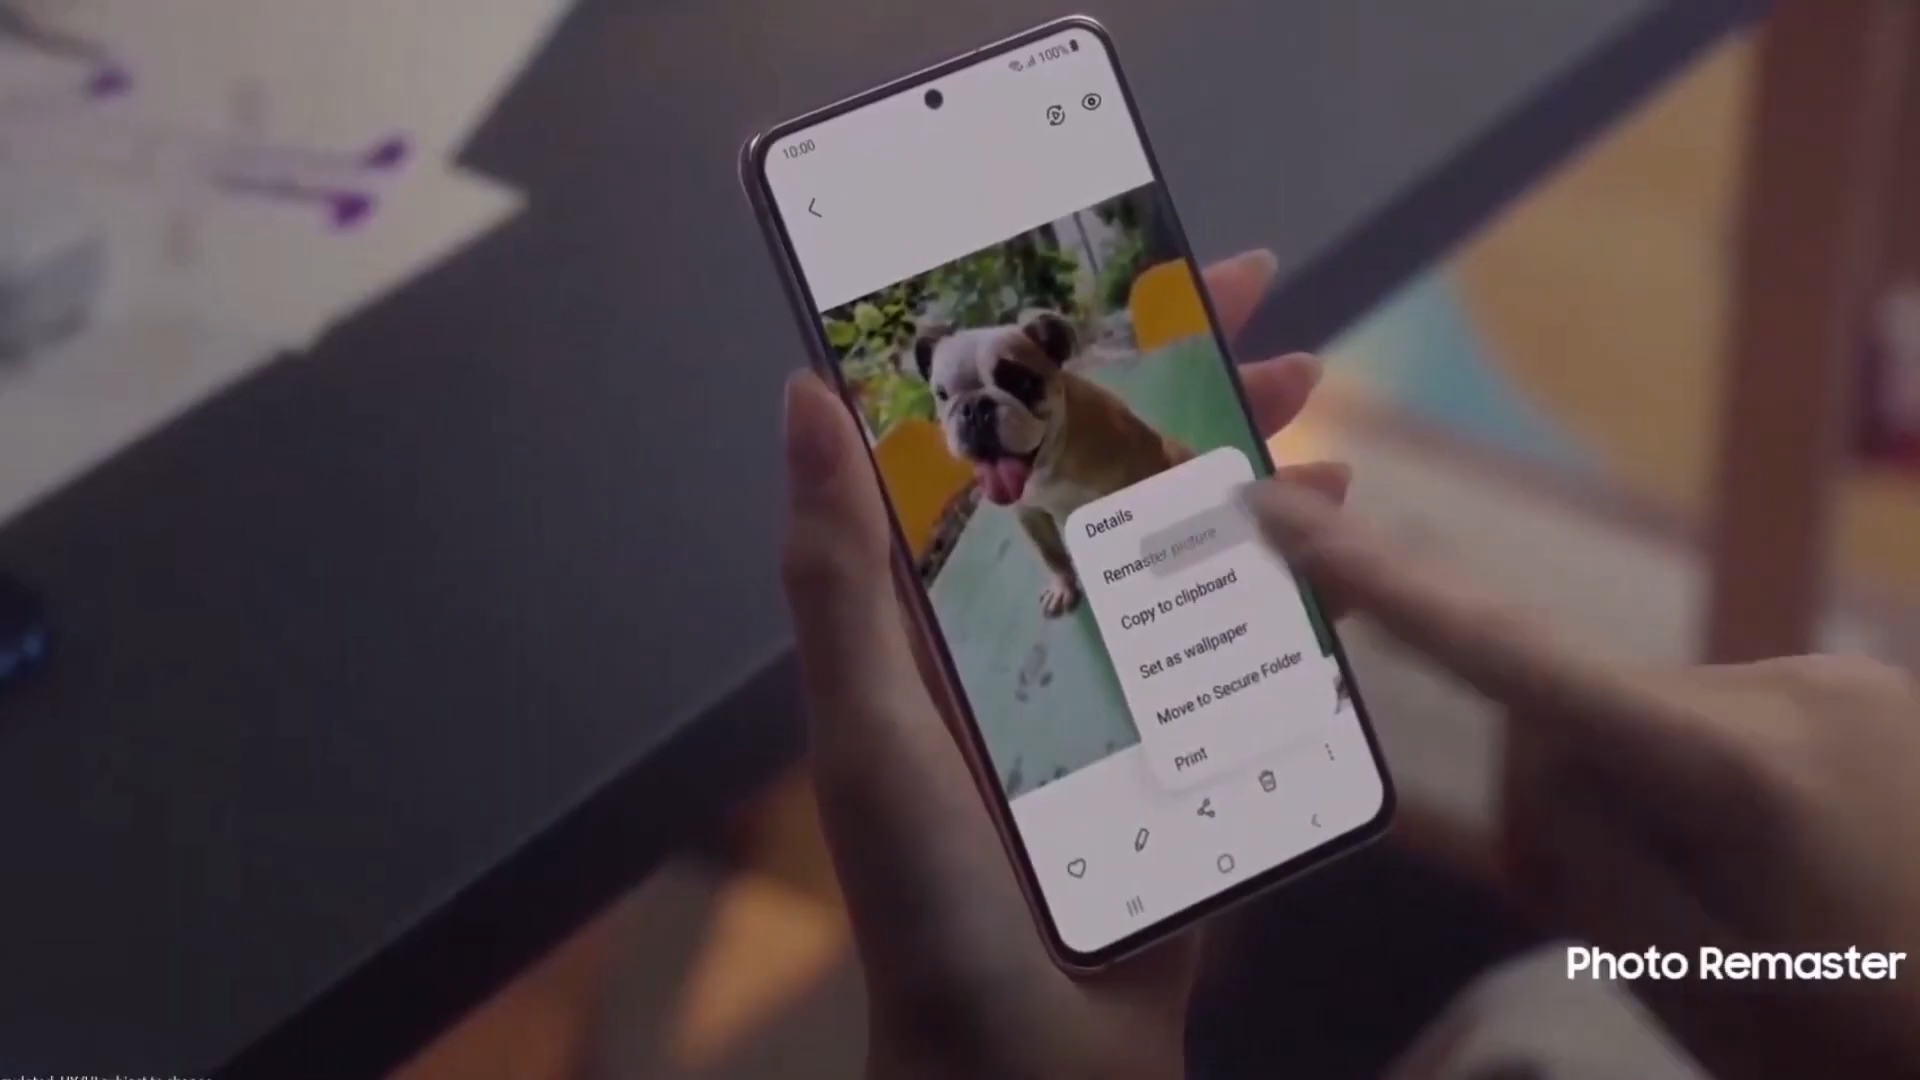 100%
10:00
Details
Remaster picture
Copy to clipboard
Set as wallpaper
Move to Secure Folder
Print
Photo Remaster